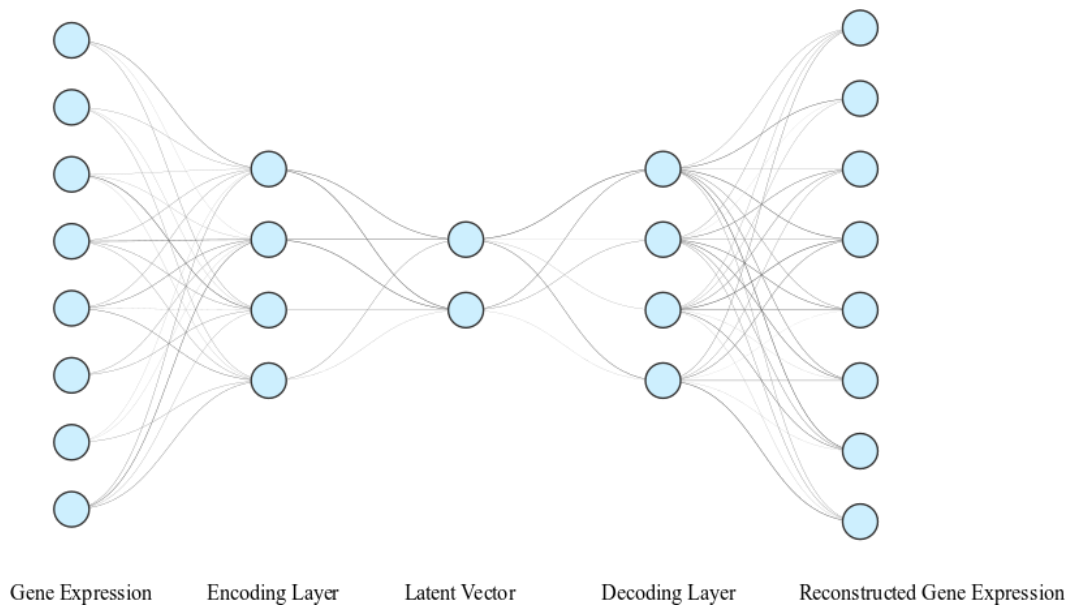 Gene Expression
Encoding Layer
Latent Vector
Decoding Layer
Reconstructed Gene Expression